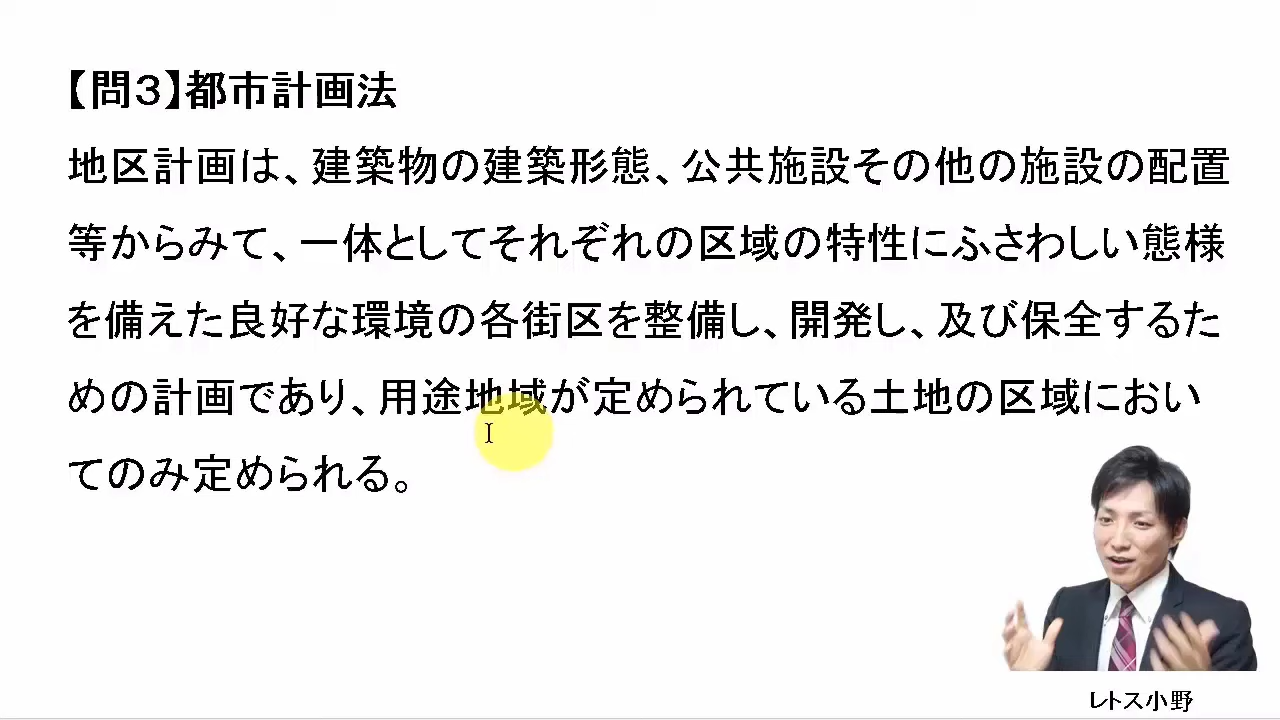 【問３】都市計画法
地区計画は、建築物の建築形態、公共施設その他の施設の配置
等からみて、一体としてそれぞれの区域の特性にふさわしい態様
を備えた良好な環境の各街区を整備し、開発し、及び保全するた
めの計画であり、用途地域が定められている土地の区域におい
てのみ定められる。
レトス小野